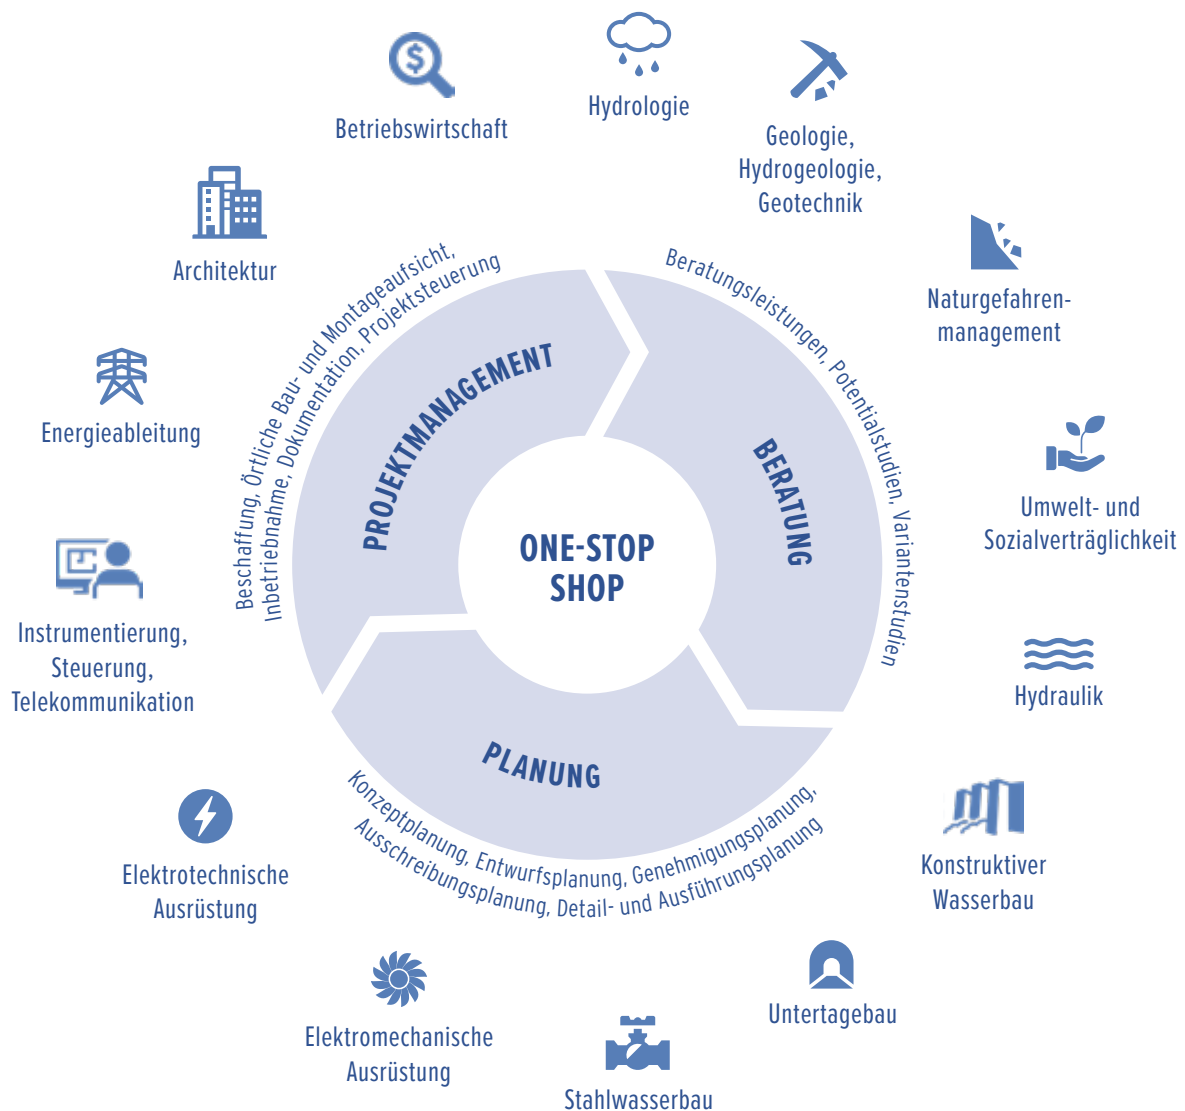 Betriebswirtschaft
Hydrologie
Geologie,
Hydrogeologie,
Geotechnik
Naturgefahren-
management
Umwelt- und
Sozialverträglichkeit
Hydraulik
Konstruktiver
Wasserbau
Untertagebau
Stahlwasserbau
Elektromechanische
Ausrüstung
Elektrotechnische
Ausrüstung
Instrumentierung,
Steuerung,
Telekommunikation
Energieableitung
Architektur
Beschaffung, Örtliche Bau- und Montageaufsicht,
Inbetriebnahme, Dokumentation, Projektsteuerung
PROJEKTMANAGEMENT
Beratungsleistungen, Potentialstudien, Variantenstudien
BERATUNG
ONE-STOP
SHOP
PLANUNG
Konzeptplanung, Entwurfsplanung, Genehmigungsplanung,
Ausschreibungsplanung, Detail- und Ausführungsplanung